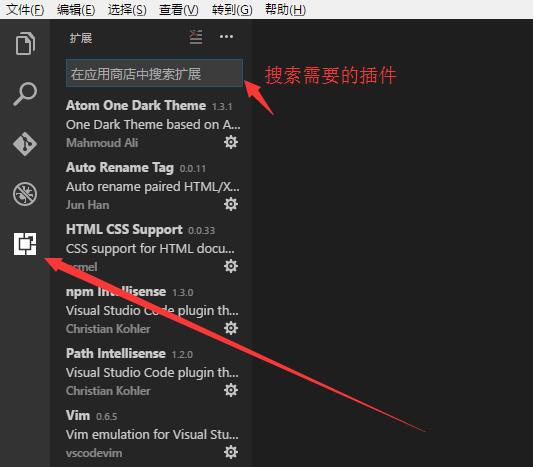 文件(F) 编辑(E) 选择(S) 查看(V) 转到(G) 帮助(H)
扩展
在应用商店中搜索扩展
搜索需要的插件
Atom One Dark Theme 1.3.1
One Dark Theme based on A...
Mahmoud Ali
Auto Rename Tag 0.0.11
Auto rename paired HTML/X...
Jun Han
HTML CSS Support 0.0.33
CSS support for HTML docu...
npm Intellisense 1.3.0
Visual Studio Code plugin th...
Christian Kohler
Path Intellisense 1.2.0
Visual Studio Code plugin th...
Christian Kohler
Vim 0.6.5
Vim emulation for Visual Stu...
vscodevim